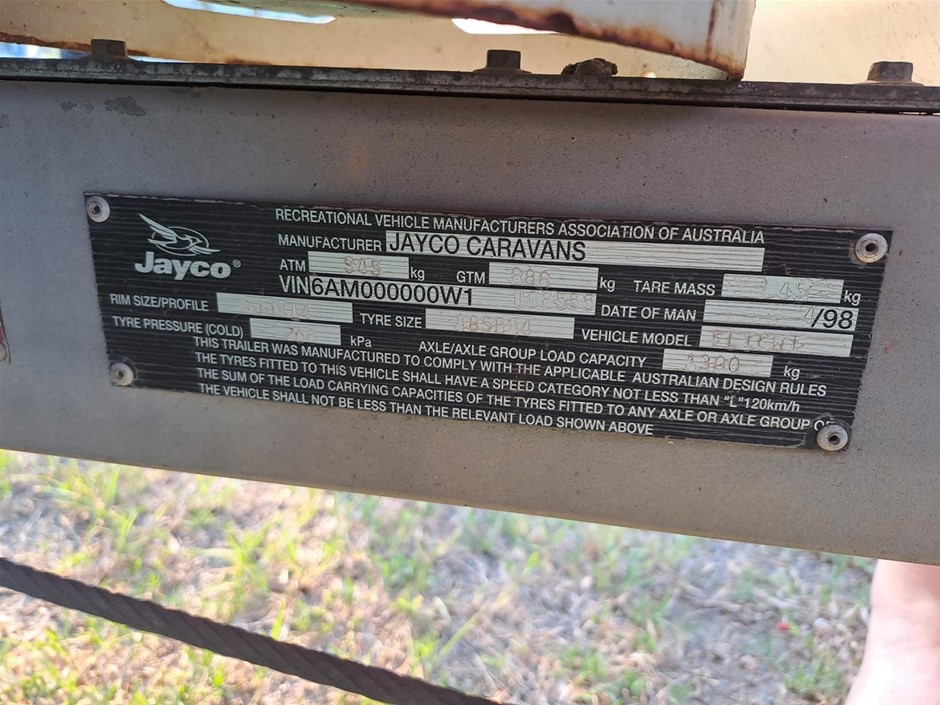 RECREATIONAL VEHICLE MANUFACTURERS ASSOCIATION OF AUSTRALIA
Jayco®
MANUFACTURER JAYCO CARAVANS
ATM 845 kg GTM kg TARE MASS kg
VIN6AM000000W1 DATE OF MAN 4/98
RIM SIZE/PROFILE TYRE SIZE 185R14 VEHICLE MODEL
TYRE PRESSURE (COLD) kPa AXLE/AXLE GROUP LOAD CAPACITY 1300 kg
THIS TRAILER WAS MANUFACTURED TO COMPLY WITH THE APPLICABLE AUSTRALIAN DESIGN RULES
THE TYRES FITTED TO THIS VEHICLE SHALL HAVE A SPEED CATEGORY NOT LESS THAN "L"120km/h
THE SUM OF THE LOAD CARRYING CAPACITIES OF THE TYRES FITTED TO ANY AXLE OR AXLE GROUP OF
THE VEHICLE SHALL NOT BE LESS THAN THE RELEVANT LOAD SHOWN ABOVE